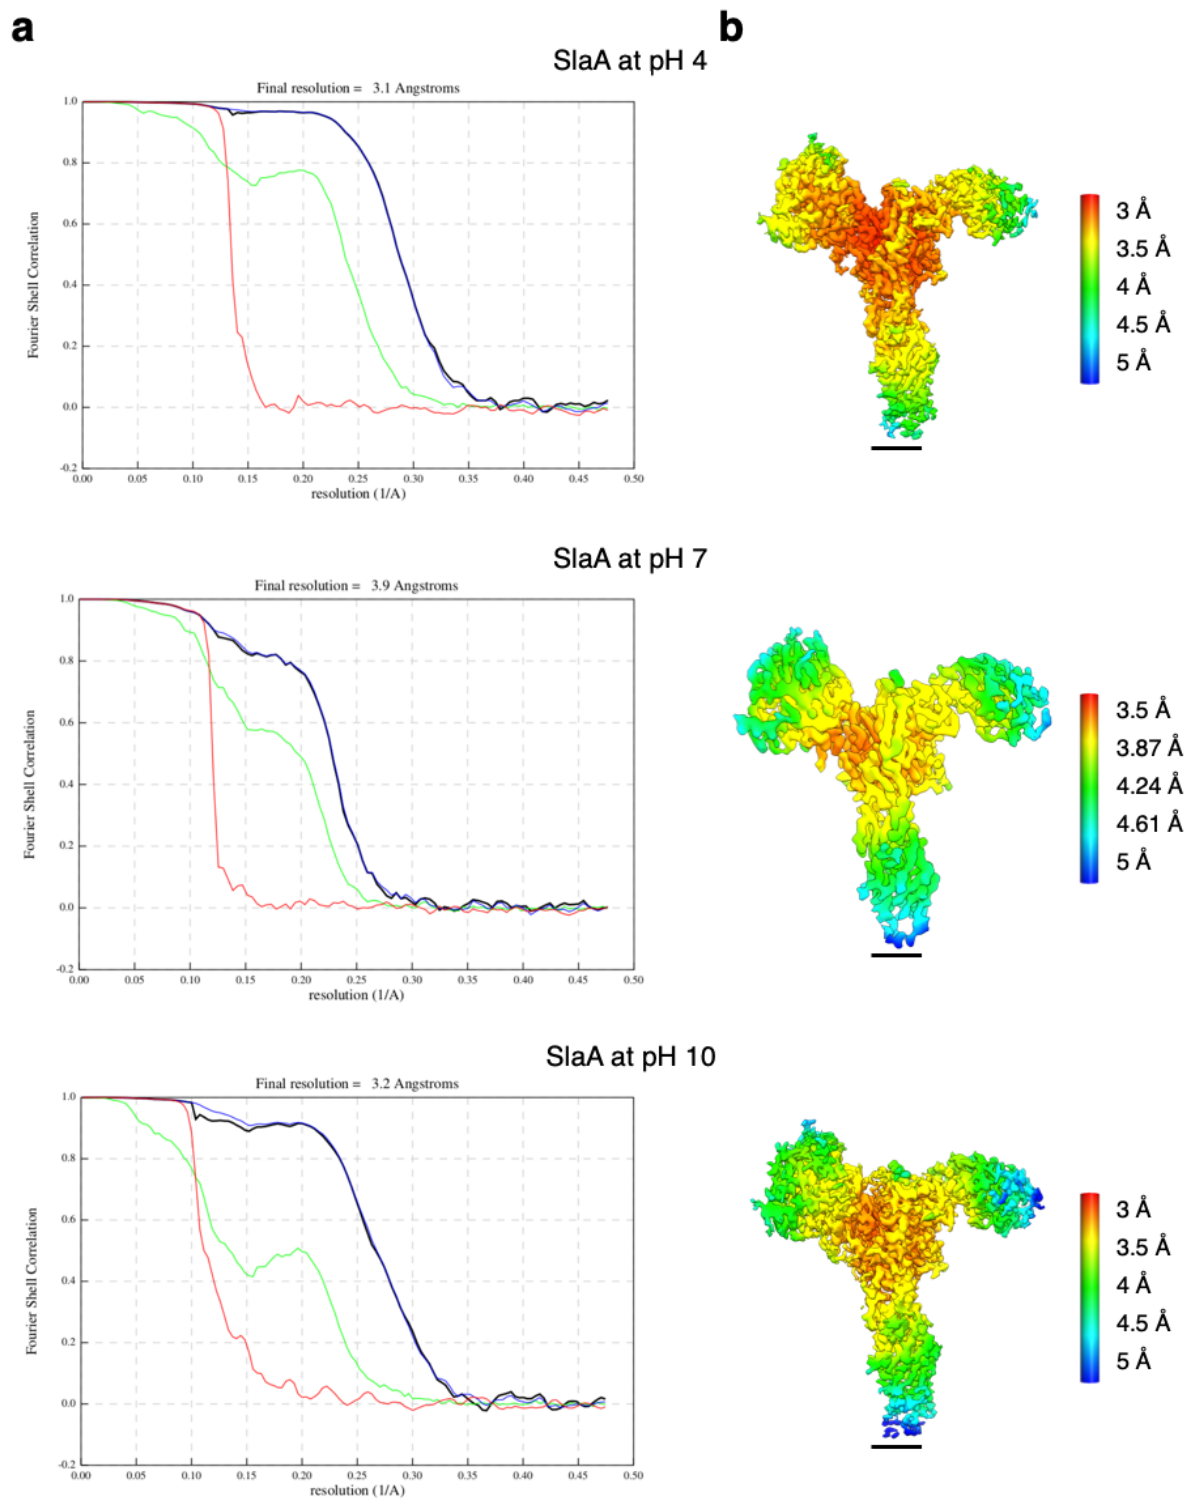 a
b
SlaA at pH 4
Final resolution = 3.1 Angstroms
Fourier Shell Correlation
1.0
0.8
0.6
0.4
0.2
0.0
-0.2
0.00 0.05 0.10 0.15 0.20 0.25 0.30 0.35 0.40 0.45 0.50
resolution (1/A)
3 Å
3.5 Å
4 Å
4.5 Å
5 Å
SlaA at pH 7
Final resolution = 3.9 Angstroms
Fourier Shell Correlation
1.0
0.8
0.6
0.4
0.2
0.0
-0.2
0.00 0.05 0.10 0.15 0.20 0.25 0.30 0.35 0.40 0.45 0.50
resolution (1/A)
3.5 Å
3.87 Å
4.24 Å
4.61 Å
5 Å
SlaA at pH 10
Final resolution = 3.2 Angstroms
Fourier Shell Correlation
1.0
0.8
0.6
0.4
0.2
0.0
-0.2
0.00 0.05 0.10 0.15 0.20 0.25 0.30 0.35 0.40 0.45 0.50
resolution (1/A)
3 Å
3.5 Å
4 Å
4.5 Å
5 Å